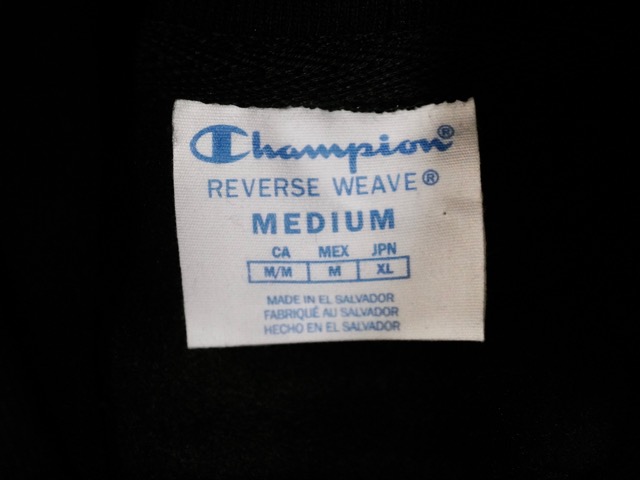 Champion®
REVERSE WEAVE®
MEDIUM
CA MEX JPN
M/M M XL
MADE IN EL SALVADOR
FABRIQUÉ AU SALVADOR
HECHO EN EL SALVADOR